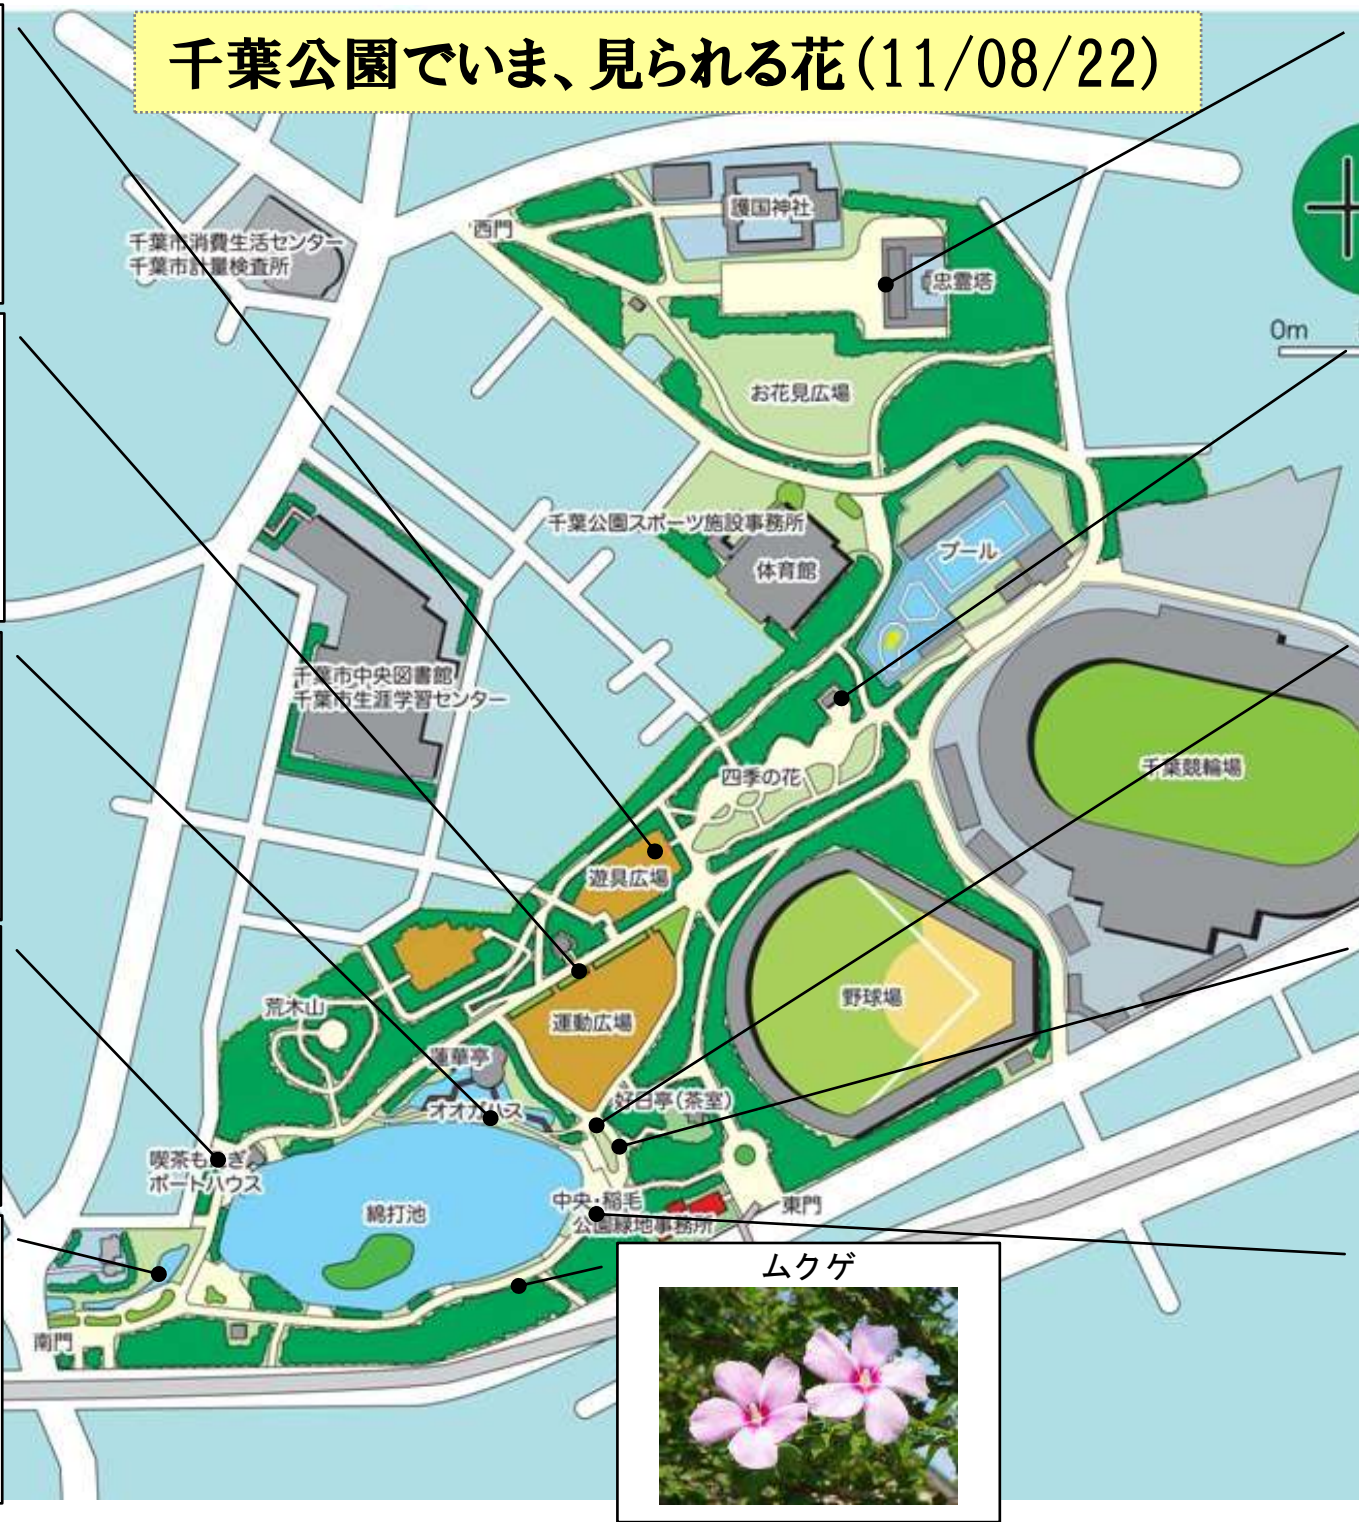 千葉公園でいま、見られる花(11/08/22)
護国神社
西門
千葉市消費生活センター
千葉市計量検査所
忠霊塔
0m
お花見広場
千葉公園スポーツ施設事務所
体育館
プール
千葉市中央図書館
千葉市生涯学習センター
四季の花
千葉競輪場
遊具広場
野球場
荒木山
運動広場
蓮華亭
オオガハス
好日亭(茶室)
喫茶もなぎ
ボートハウス
綿打池
中央・稲毛
公園緑地事務所
東門
南門
ムクゲ